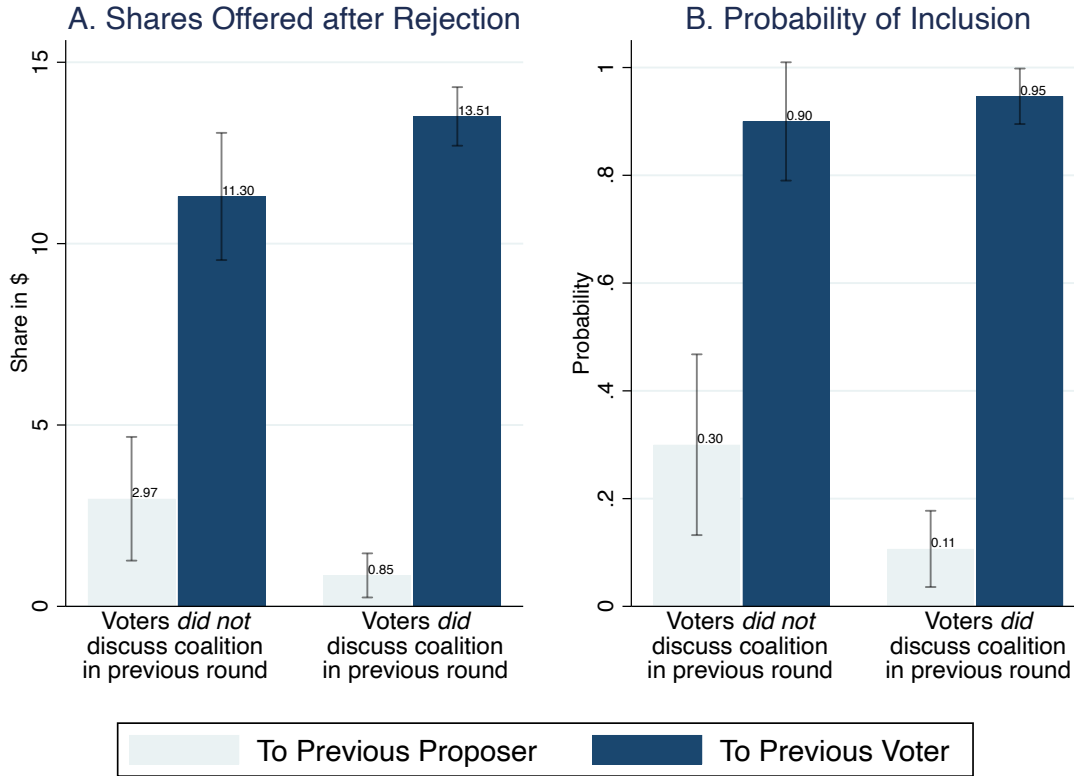 A. Shares Offered after Rejection
Share in $
15
10
5
0
2.97
11.30
0.85
13.51
Voters did not
discuss coalition
in previous round
Voters did
discuss coalition
in previous round
B. Probability of Inclusion
Probability
1
.8
.6
.4
.2
0
0.30
0.90
0.11
0.95
Voters did not
discuss coalition
in previous round
Voters did
discuss coalition
in previous round
To Previous Proposer
To Previous Voter